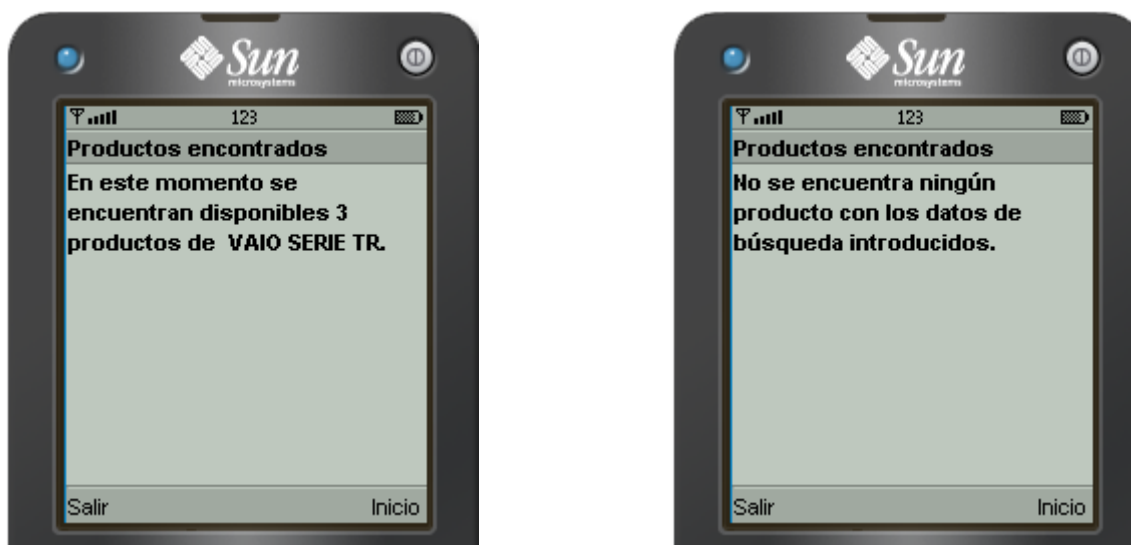 Sun
microsystems
123
Productos encontrados
En este momento se
encuentran disponibles 3
productos de  VAIO SERIE TR.
Salir
Inicio
Sun
microsystems
123
Productos encontrados
No se encuentra ningún
producto con los datos de
búsqueda introducidos.
Salir
Inicio